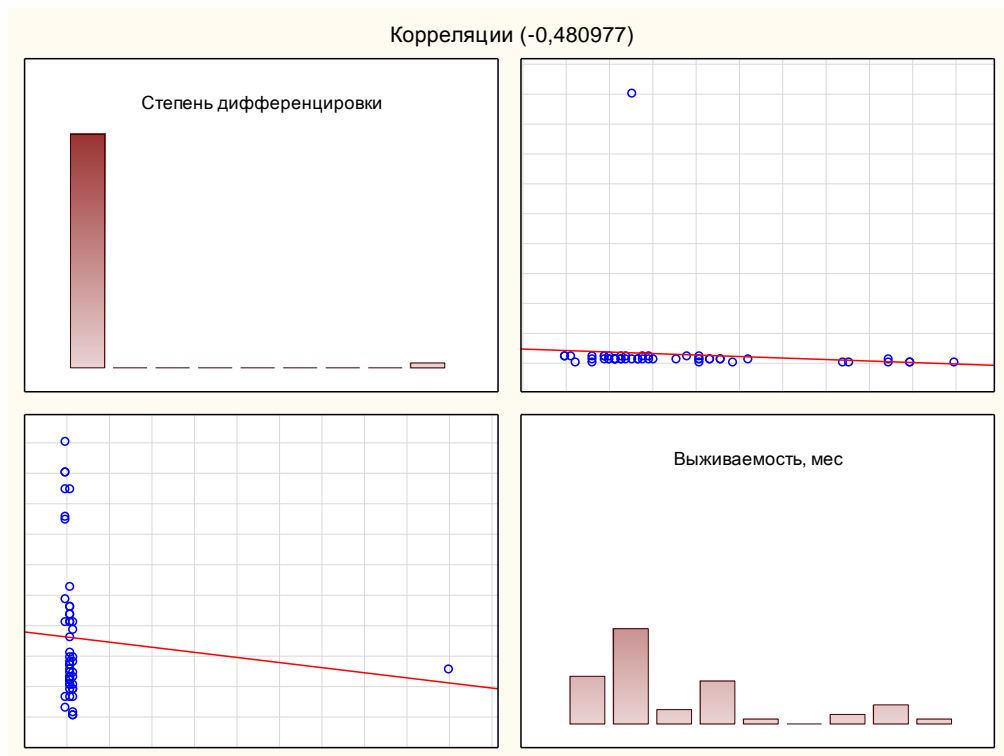 Корреляции (-0,480977)
Степень дифференцировки
Выживаемость, мес